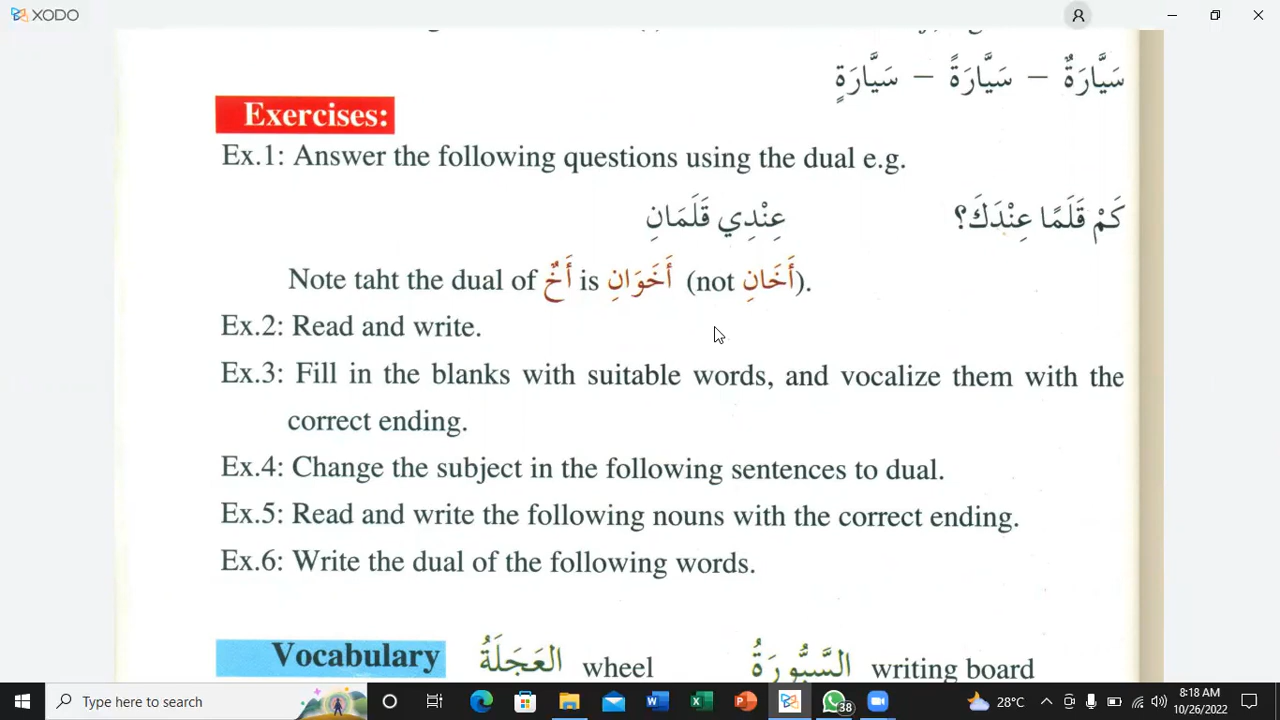 XODO
سَيَّارَةٌ – سَيَّارَةً – سَيَّارَةٍ
Exercises:
Ex.1: Answer the following questions using the dual e.g.
كَمْ قَلَمًا عِنْدَكَ؟ عِنْدِي قَلَمَانِ
Note taht the dual of أَخٌ is أَخَوَانِ (not أَخَانِ).
Ex.2: Read and write.
Ex.3: Fill in the blanks with suitable words, and vocalize them with the
correct ending.
Ex.4: Change the subject in the following sentences to dual.
Ex.5: Read and write the following nouns with the correct ending.
Ex.6: Write the dual of the following words.
Vocabulary العَجَلَةُ wheel السَّبُّورَةُ writing board
Type here to search
38
28°C
8:18 AM
10/26/2022